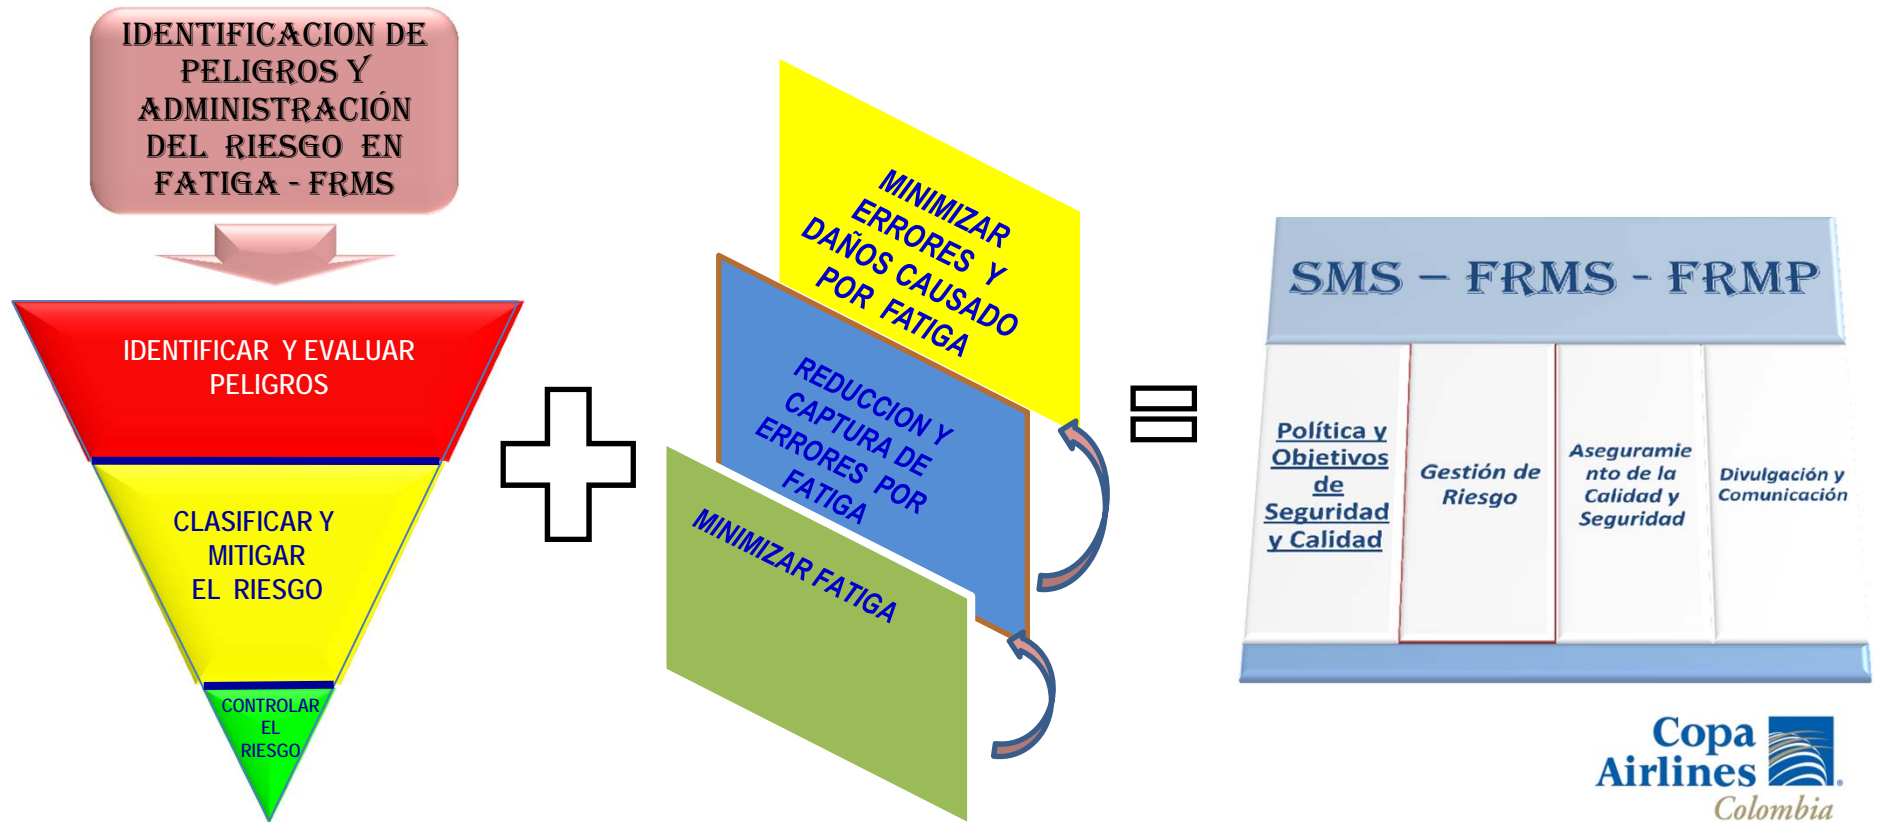 IDENTIFICACION DE
PELIGROS Y
ADMINISTRACIÓN
DEL RIESGO EN
FATIGA - FRMS
IDENTIFICAR Y EVALUAR
PELIGROS
CLASIFICAR Y
MITIGAR
EL RIESGO
CONTROLAR
EL
RIESGO
MINIMIZAR
ERRORES Y
DAÑOS CAUSADO
POR FATIGA
REDUCCION Y
CAPTURA DE
ERRORES POR
FATIGA
MINIMIZAR FATIGA
SMS – FRMS - FRMP
Política y
Objetivos
de
Seguridad
y Calidad
Gestión de
Riesgo
Aseguramie
nto de la
Calidad y
Seguridad
Divulgación y
Comunicación
Copa
Airlines
Colombia